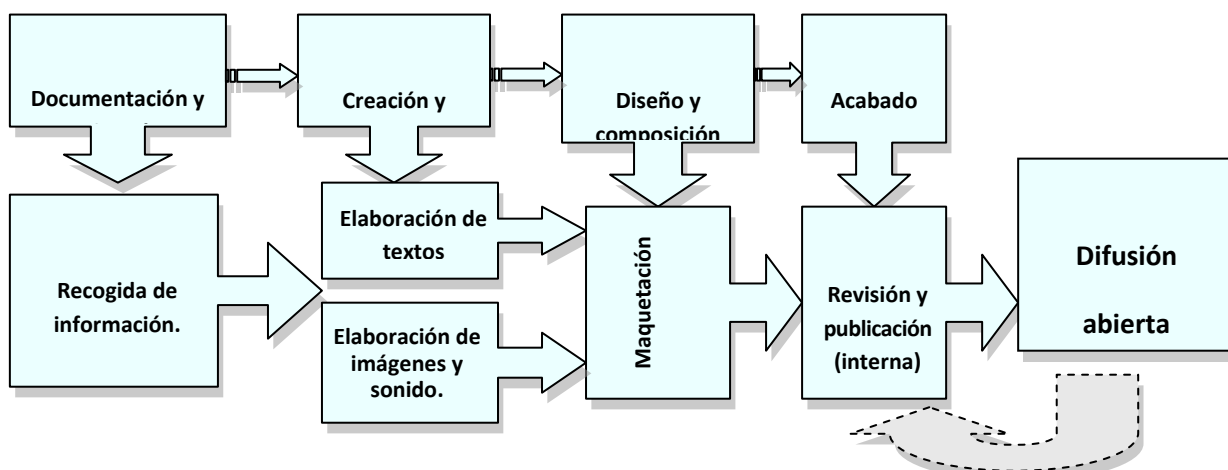 Documentación y
Creación y
Diseño y
composición
Acabado
Recogida de
información.
Elaboración de
textos
Elaboración de
imágenes y
sonido.
Maquetación
Revisión y
publicación
(interna)
Difusión
abierta